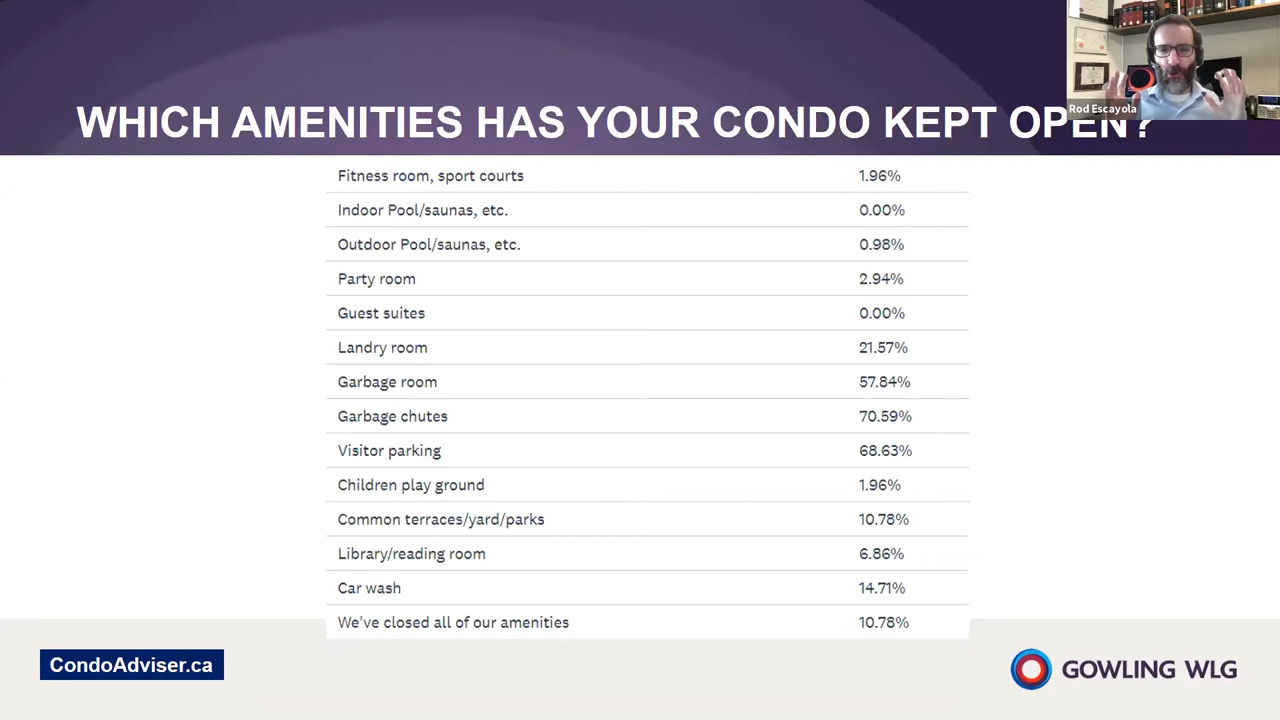 Rod Escayola
WHICH AMENITIES HAS YOUR CONDO KEPT OPEN?
Fitness room, sport courts 1.96%
Indoor Pool/saunas, etc. 0.00%
Outdoor Pool/saunas, etc. 0.98%
Party room 2.94%
Guest suites 0.00%
Landry room 21.57%
Garbage room 57.84%
Garbage chutes 70.59%
Visitor parking 68.63%
Children play ground 1.96%
Common terraces/yard/parks 10.78%
Library/reading room 6.86%
Car wash 14.71%
We've closed all of our amenities 10.78%
CondoAdviser.ca
GOWLING WLG